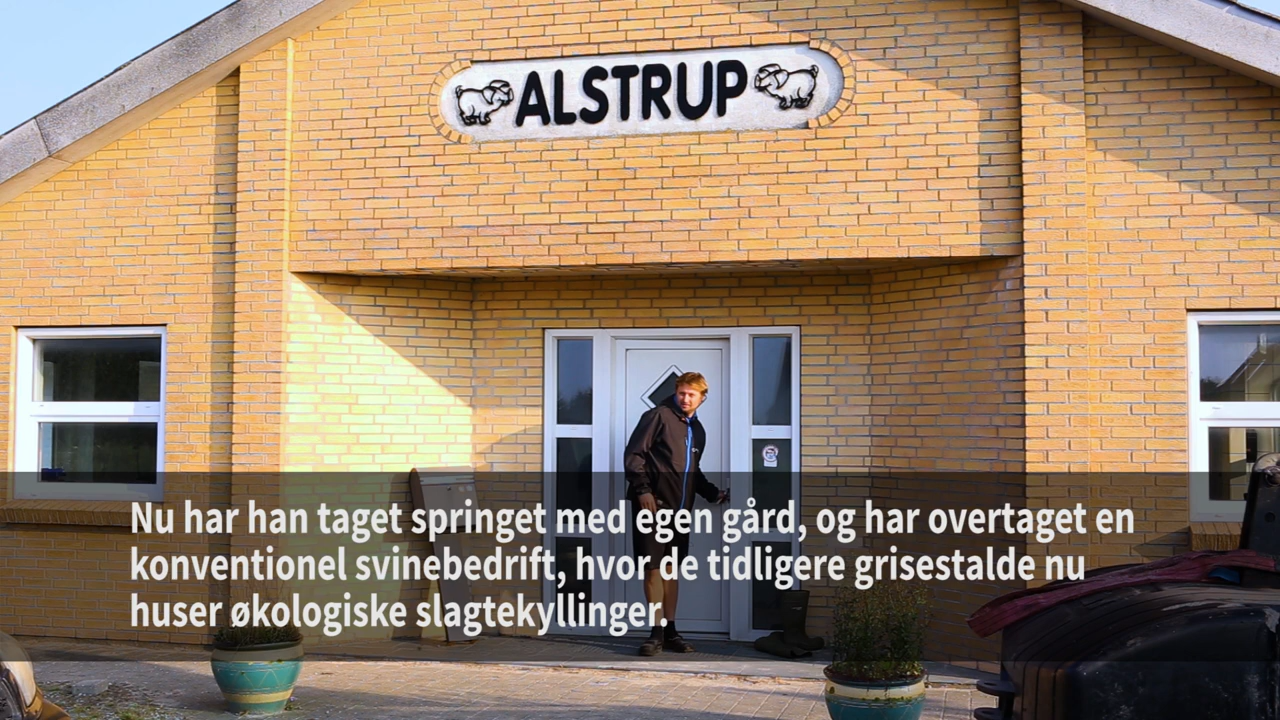 ALSTRUP
Nu har han taget springet med egen gård, og har overtaget en
konventionel svinebedrift, hvor de tidligere grisestalde nu
huser økologiske slagtekyllinger.